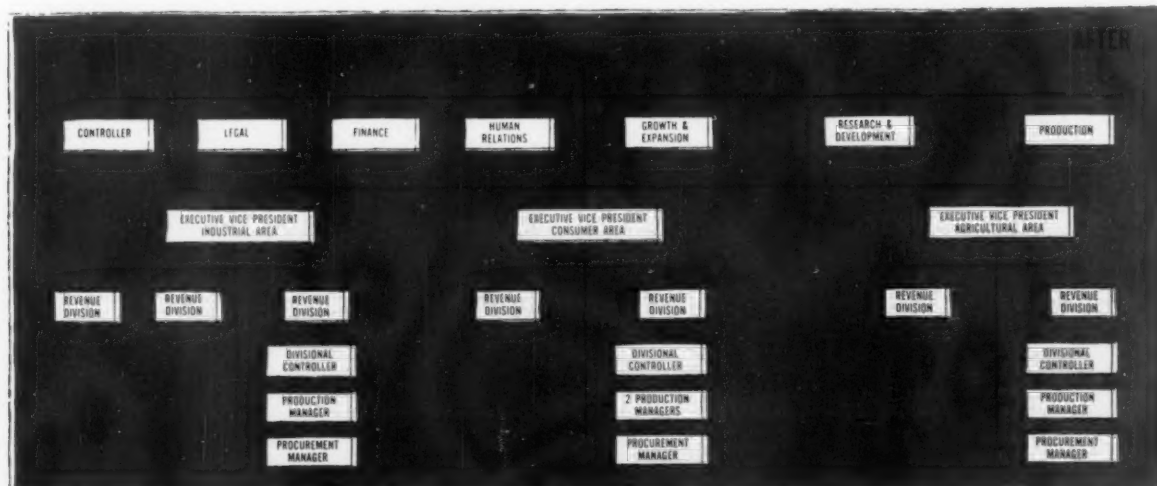 AFTER
CONTROLLER
LEGAL
FINANCE
HUMAN
RELATIONS
GROWTH &
EXPANSION
RESEARCH &
DEVELOPMENT
PRODUCTION
EXECUTIVE VICE PRESIDENT
INDUSTRIAL AREA
EXECUTIVE VICE PRESIDENT
CONSUMER AREA
EXECUTIVE VICE PRESIDENT
AGRICULTURAL AREA
REVENUE
DIVISION
REVENUE
DIVISION
REVENUE
DIVISION
REVENUE
DIVISION
REVENUE
DIVISION
REVENUE
DIVISION
REVENUE
DIVISION
DIVISIONAL
CONTROLLER
DIVISIONAL
CONTROLLER
DIVISIONAL
CONTROLLER
PRODUCTION
MANAGER
2 PRODUCTION
MANAGERS
PRODUCTION
MANAGER
PROCUREMENT
MANAGER
PROCUREMENT
MANAGER
PROCUREMENT
MANAGER